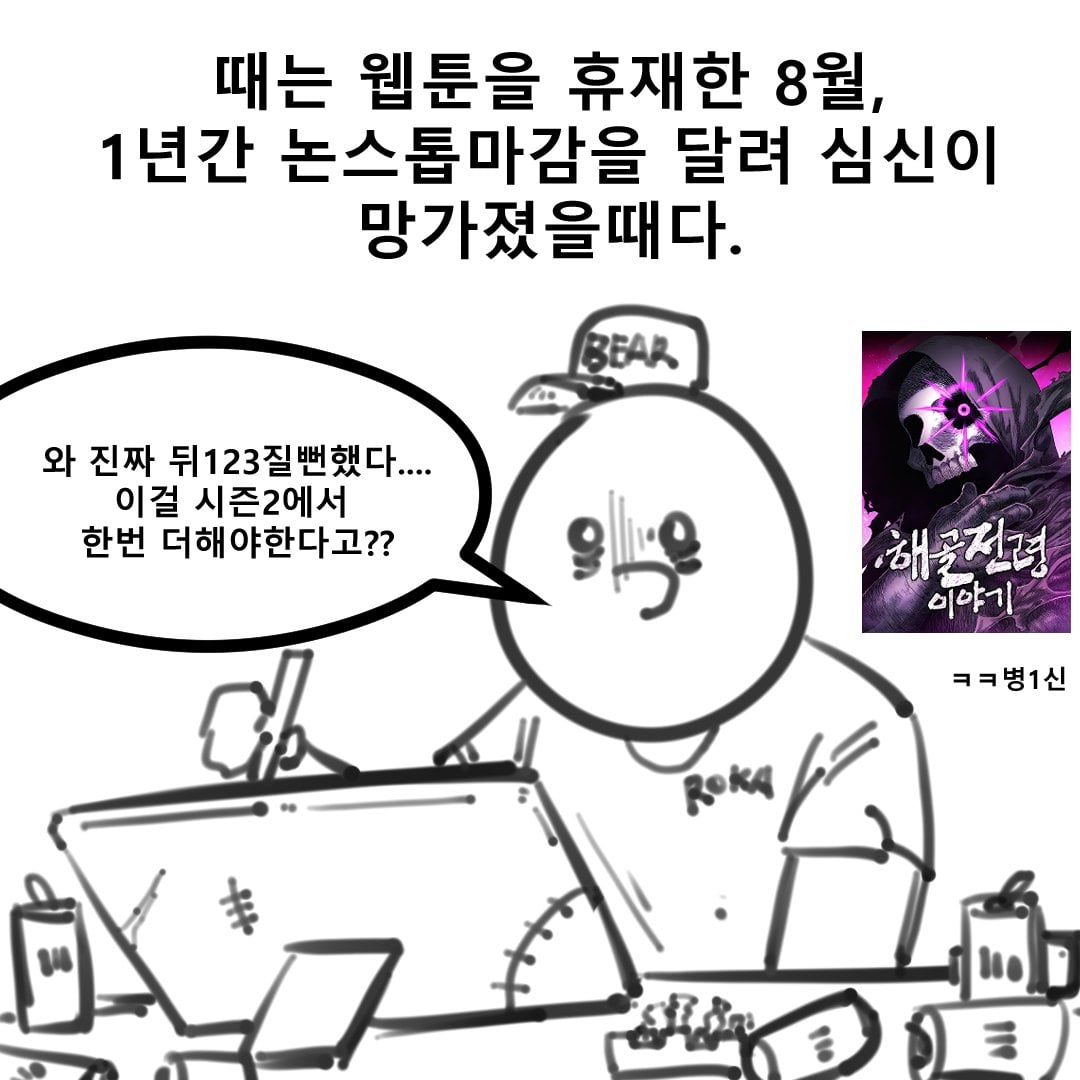 때는 웹툰을 휴재한 8월,
1년간 논스톱마감을 달려 심신이
망가졌을때다.
BEAR
와 진짜 뒤123질뻔했다....
이걸 시즌2에서
한번 더해야한다고??
해골전령
이야기
ㅋㅋ병1신
ROKA